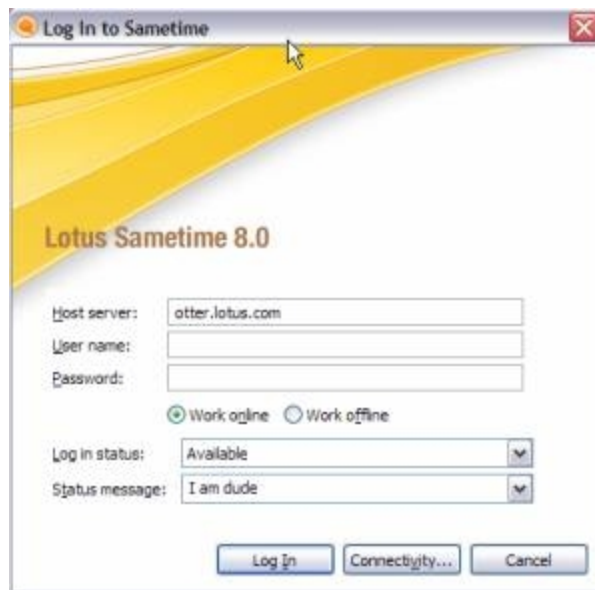 Log In to Sametime
Lotus Sametime 8.0
Host server: otter.lotus.com
User name:
Password:
Work online Work offline
Log in status: Available
Status message: I am dude
Log In Connectivity... Cancel